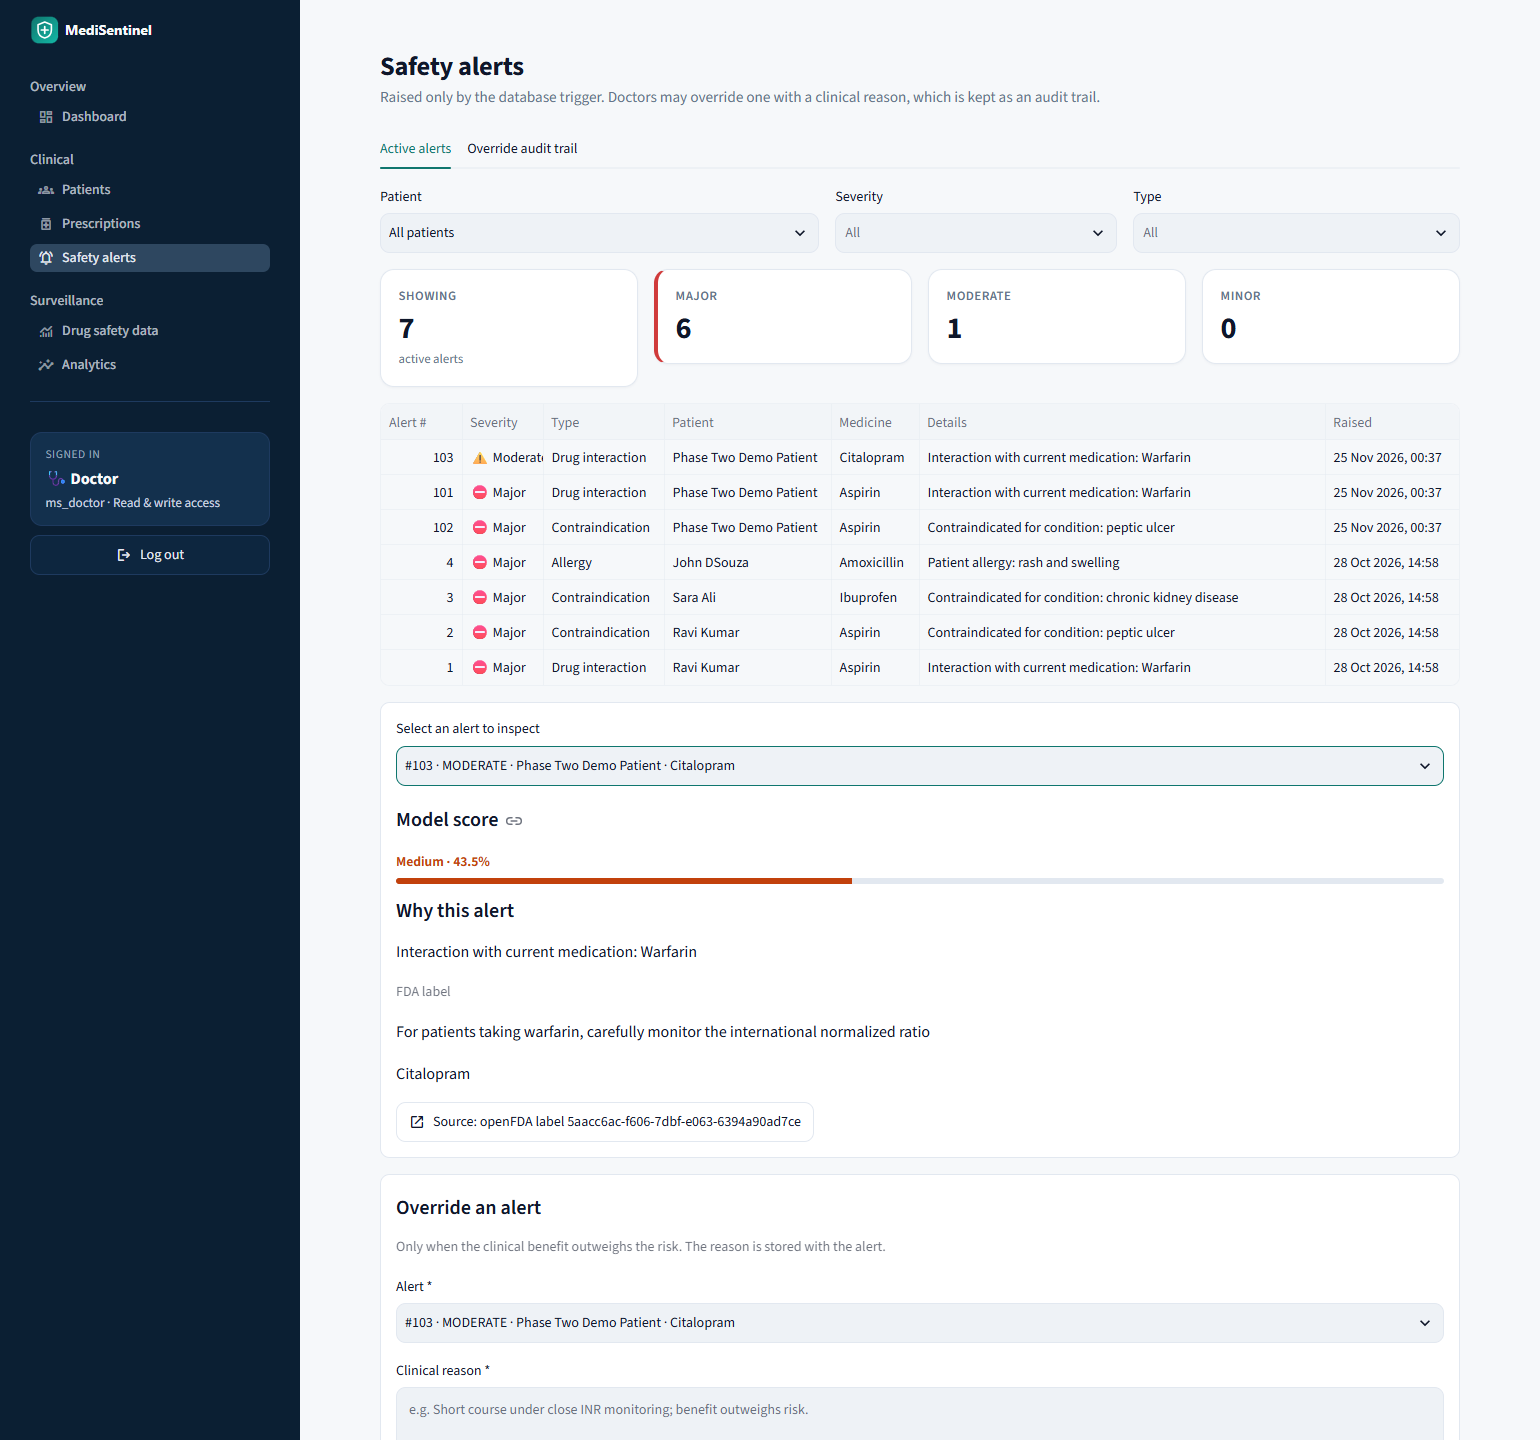 MediSentinel
Overview
Dashboard
Clinical
Patients
Prescriptions
Safety alerts
Surveillance
Drug safety data
Analytics
SIGNED IN
Doctor
ms_doctor · Read & write access
Log out
Safety alerts
Raised only by the database trigger. Doctors may override one with a clinical reason, which is kept as an audit trail.
Active alerts Override audit trail
Patient Severity Type
All patients All All
SHOWING MAJOR MODERATE MINOR
7 6 1 0
active alerts
Alert # Severity Type Patient Medicine Details Raised
103 Moderate Drug interaction Phase Two Demo Patient Citalopram Interaction with current medication: Warfarin 25 Nov 2026, 00:37
101 Major Drug interaction Phase Two Demo Patient Aspirin Interaction with current medication: Warfarin 25 Nov 2026, 00:37
102 Major Contraindication Phase Two Demo Patient Aspirin Contraindicated for condition: peptic ulcer 25 Nov 2026, 00:37
4 Major Allergy John DSouza Amoxicillin Patient allergy: rash and swelling 28 Oct 2026, 14:58
3 Major Contraindication Sara Ali Ibuprofen Contraindicated for condition: chronic kidney disease 28 Oct 2026, 14:58
2 Major Contraindication Ravi Kumar Aspirin Contraindicated for condition: peptic ulcer 28 Oct 2026, 14:58
1 Major Drug interaction Ravi Kumar Aspirin Interaction with current medication: Warfarin 28 Oct 2026, 14:58
Select an alert to inspect
#103 · MODERATE · Phase Two Demo Patient · Citalopram
Model score
Medium · 43.5%
Why this alert
Interaction with current medication: Warfarin
FDA label
For patients taking warfarin, carefully monitor the international normalized ratio
Citalopram
Source: openFDA label 5aacc6ac-f606-7dbf-e063-6394a90ad7ce
Override an alert
Only when the clinical benefit outweighs the risk. The reason is stored with the alert.
Alert *
#103 · MODERATE · Phase Two Demo Patient · Citalopram
Clinical reason *
e.g. Short course under close INR monitoring; benefit outweighs risk.